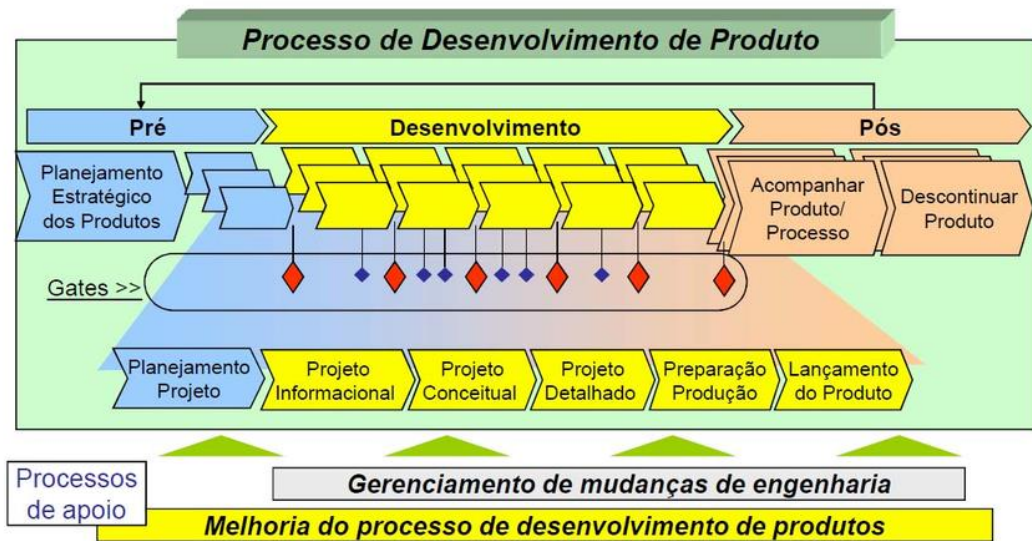 Processo de Desenvolvimento de Produto
Pré
Desenvolvimento
Pós
Planejamento
Estratégico
dos Produtos
Acompanhar
Produto/
Processo
Descontinuar
Produto
Gates >>
Planejamento
Projeto
Projeto
Informacional
Projeto
Conceitual
Projeto
Detalhado
Preparação
Produção
Lançamento
do Produto
Processos
de apoio
Gerenciamento de mudanças de engenharia
Melhoria do processo de desenvolvimento de produtos